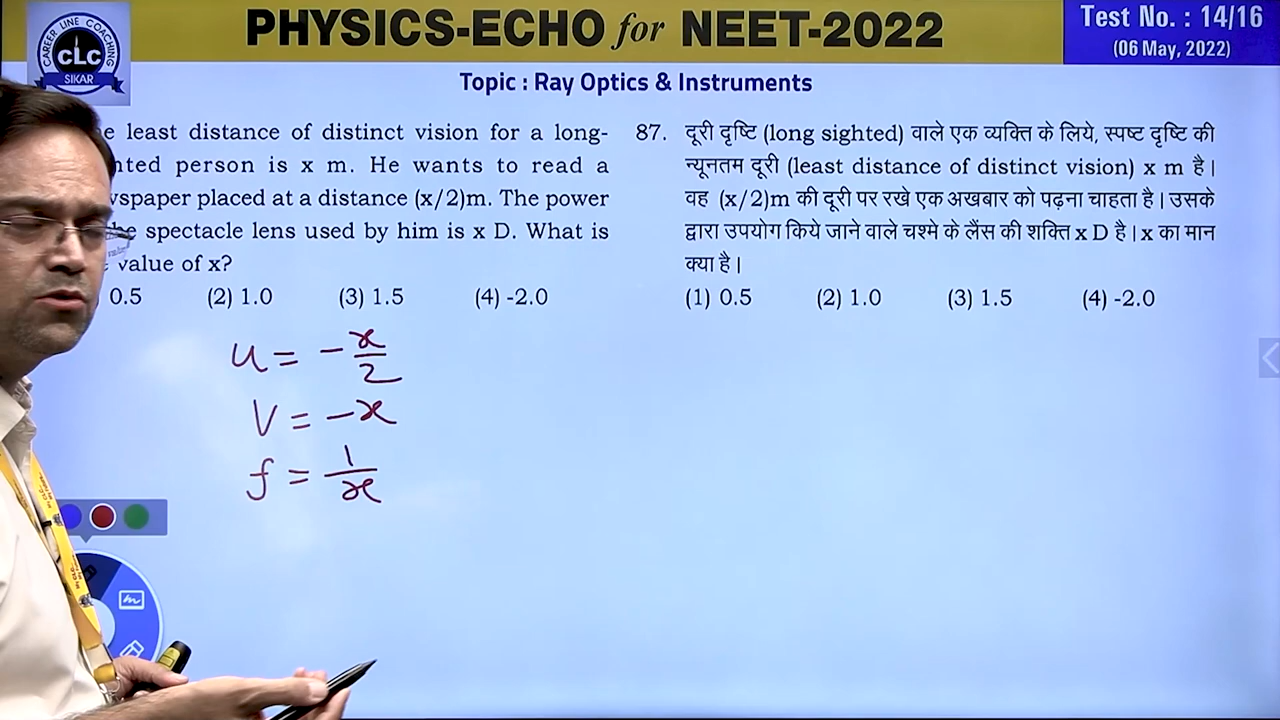 PHYSICS-ECHO for NEET-2022
Test No. : 14/16
(06 May, 2022)
CAREER LINE COACHING
CLC
SIKAR
Topic : Ray Optics & Instruments
e least distance of distinct vision for a long-
nted person is x m. He wants to read a
wspaper placed at a distance (x/2)m. The power
he spectacle lens used by him is x D. What is
value of x?
0.5 (2) 1.0 (3) 1.5 (4) -2.0
87. दूरी दृष्टि (long sighted) वाले एक व्यक्ति के लिये, स्पष्ट दृष्टि की
न्यूनतम दूरी (least distance of distinct vision) x m है।
वह (x/2)m की दूरी पर रखे एक अखबार को पढ़ना चाहता है। उसके
द्वारा उपयोग किये जाने वाले चश्मे के लैंस की शक्ति x D है। x का मान
क्या है।
(1) 0.5 (2) 1.0 (3) 1.5 (4) -2.0
u = -x/2
V = -x
f = 1/x